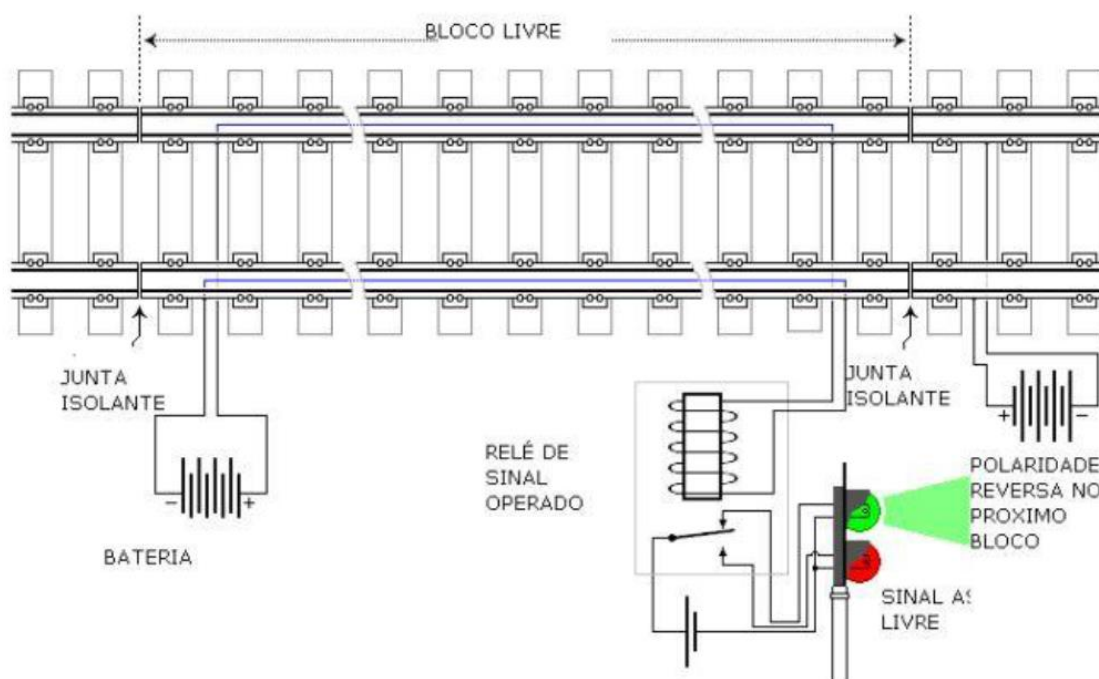 BLOCO LIVRE
JUNTA
ISOLANTE
JUNTA
ISOLANTE
RELÉ DE
SINAL
OPERADO
- +
+ -
BATERIA
POLARIDADE
REVERSA NO
PROXIMO
BLOCO
SINAL
LIVRE